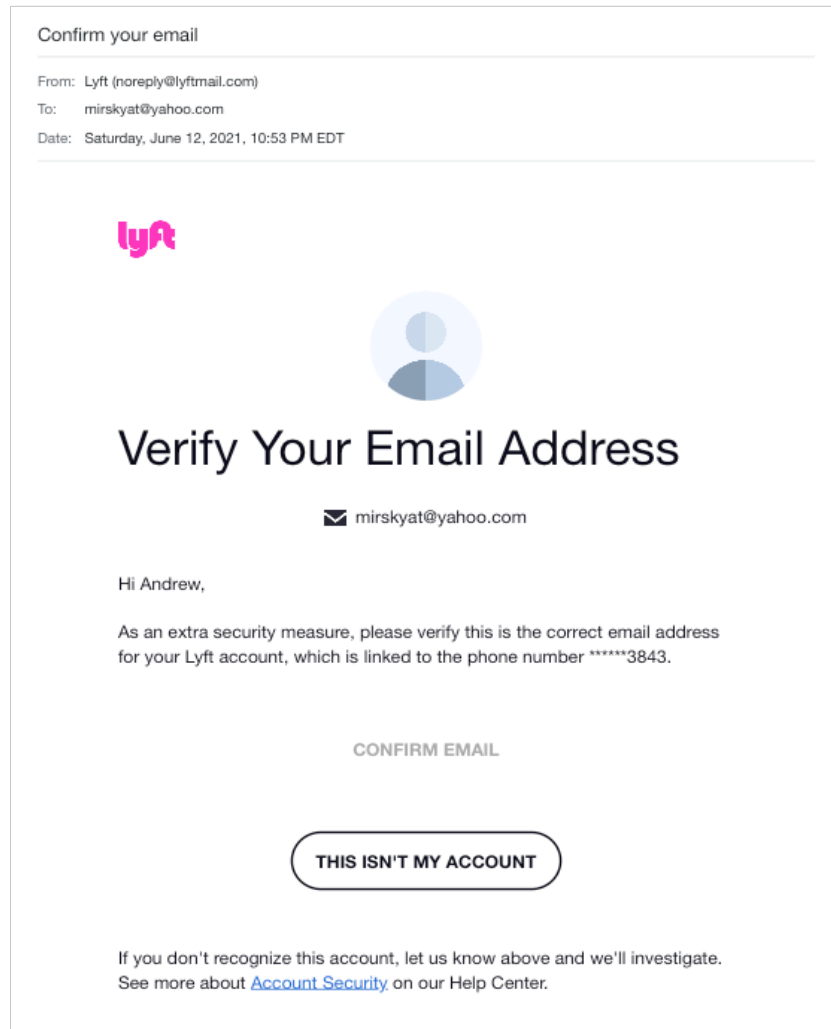 Confirm your email
From: Lyft (noreply@lyftmail.com)
To: mirskyat@yahoo.com
Date: Saturday, June 12, 2021, 10:53 PM EDT
lyft
Verify Your Email Address
mirskyat@yahoo.com
Hi Andrew,
As an extra security measure, please verify this is the correct email address
for your Lyft account, which is linked to the phone number ******3843.
CONFIRM EMAIL
THIS ISN'T MY ACCOUNT
If you don't recognize this account, let us know above and we'll investigate.
See more about Account Security on our Help Center.